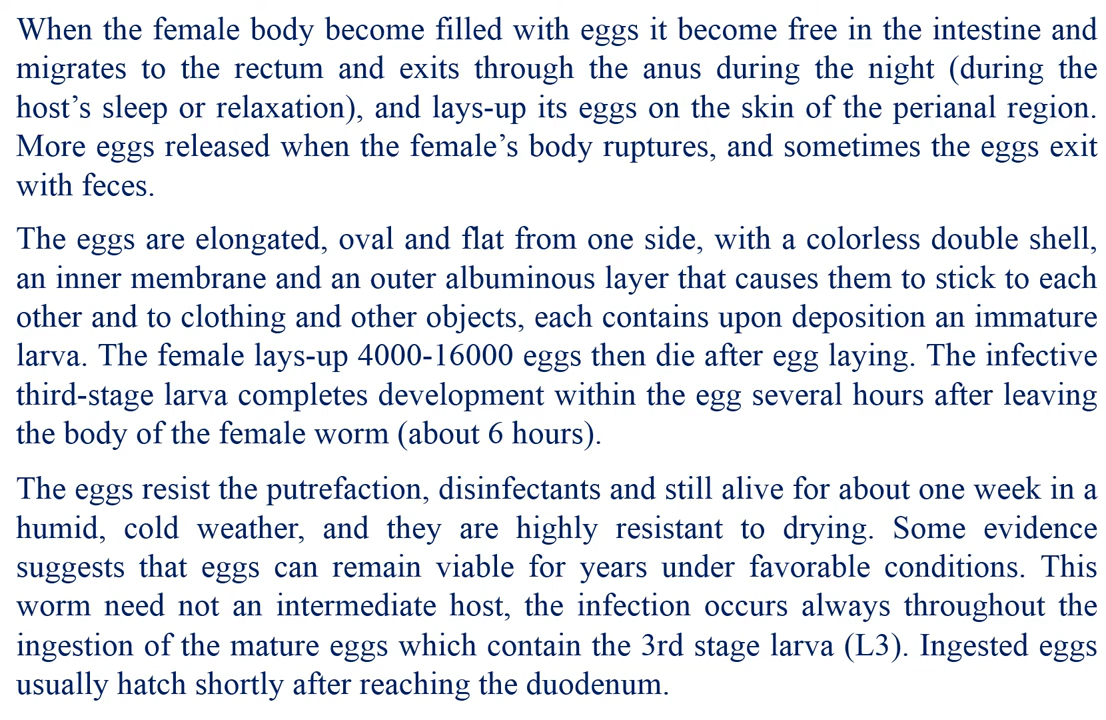 When the female body become filled with eggs it become free in the intestine and
migrates to the rectum and exits through the anus during the night (during the
host’s sleep or relaxation), and lays-up its eggs on the skin of the perianal region.
More eggs released when the female’s body ruptures, and sometimes the eggs exit
with feces.
The eggs are elongated, oval and flat from one side, with a colorless double shell,
an inner membrane and an outer albuminous layer that causes them to stick to each
other and to clothing and other objects, each contains upon deposition an immature
larva. The female lays-up 4000-16000 eggs then die after egg laying. The infective
third-stage larva completes development within the egg several hours after leaving
the body of the female worm (about 6 hours).
The eggs resist the putrefaction, disinfectants and still alive for about one week in a
humid, cold weather, and they are highly resistant to drying. Some evidence
suggests that eggs can remain viable for years under favorable conditions. This
worm need not an intermediate host, the infection occurs always throughout the
ingestion of the mature eggs which contain the 3rd stage larva (L3). Ingested eggs
usually hatch shortly after reaching the duodenum.